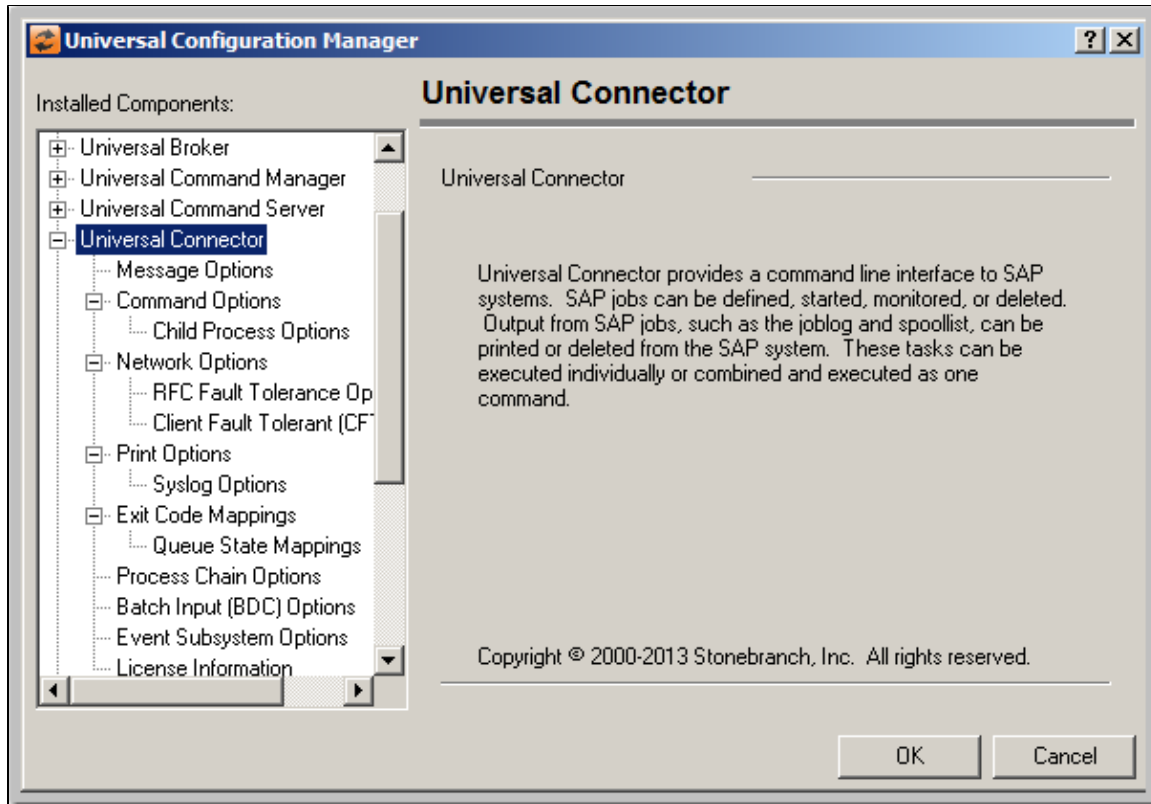 Universal Configuration Manager
Installed Components:
Universal Broker
Universal Command Manager
Universal Command Server
Universal Connector
Message Options
Command Options
Child Process Options
Network Options
RFC Fault Tolerance Op
Client Fault Tolerant (CF
Print Options
Syslog Options
Exit Code Mappings
Queue State Mappings
Process Chain Options
Batch Input (BDC) Options
Event Subsystem Options
License Information
Universal Connector
Universal Connector
Universal Connector provides a command line interface to SAP
systems. SAP jobs can be defined, started, monitored, or deleted.
Output from SAP jobs, such as the joblog and spoollist, can be
printed or deleted from the SAP system. These tasks can be
executed individually or combined and executed as one
command.
Copyright © 2000-2013 Stonebranch, Inc. All rights reserved.
OK
Cancel